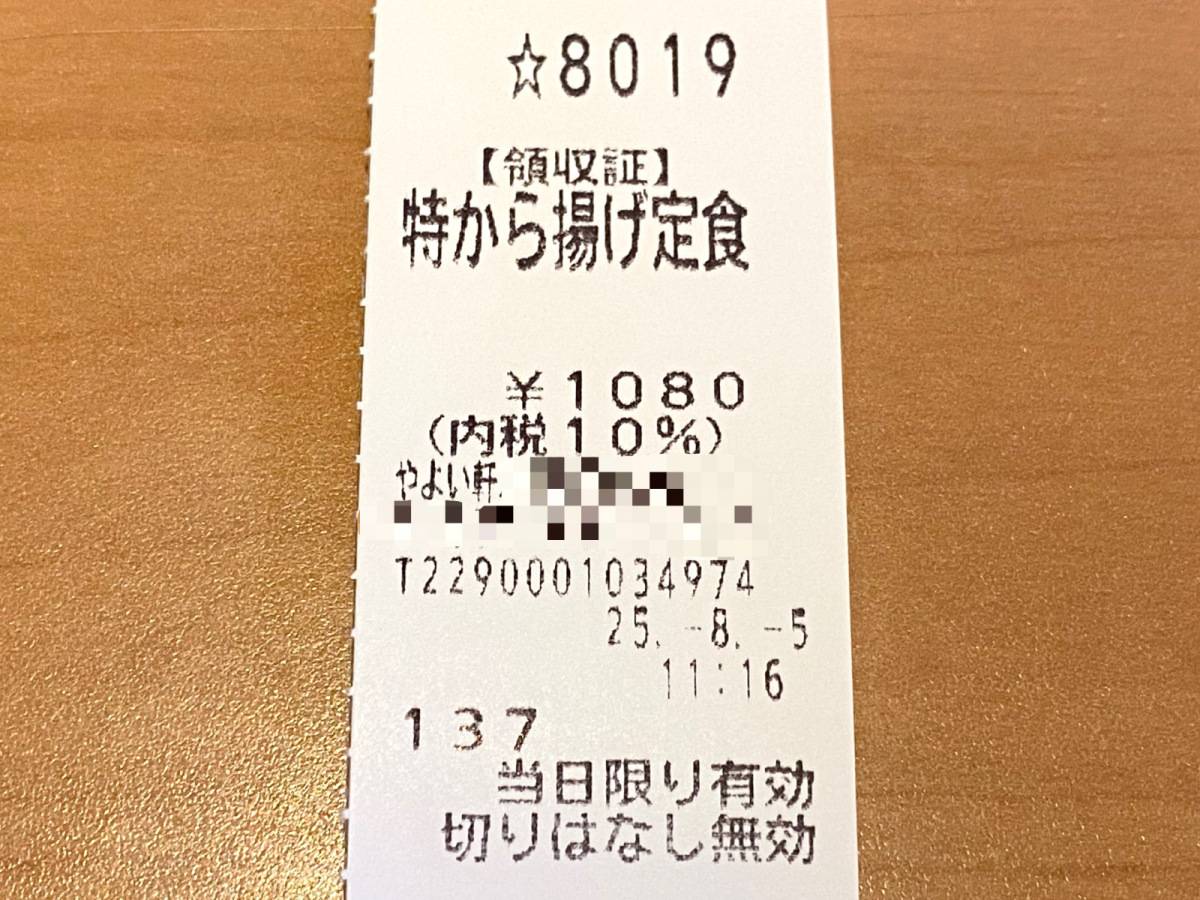 ☆8019
【領収証】
特から揚げ定食
¥1080
(内税10%)
やよい軒
T2290001034974
25.-8.-5
11:16
137
当日限り有効
切りはなし無効